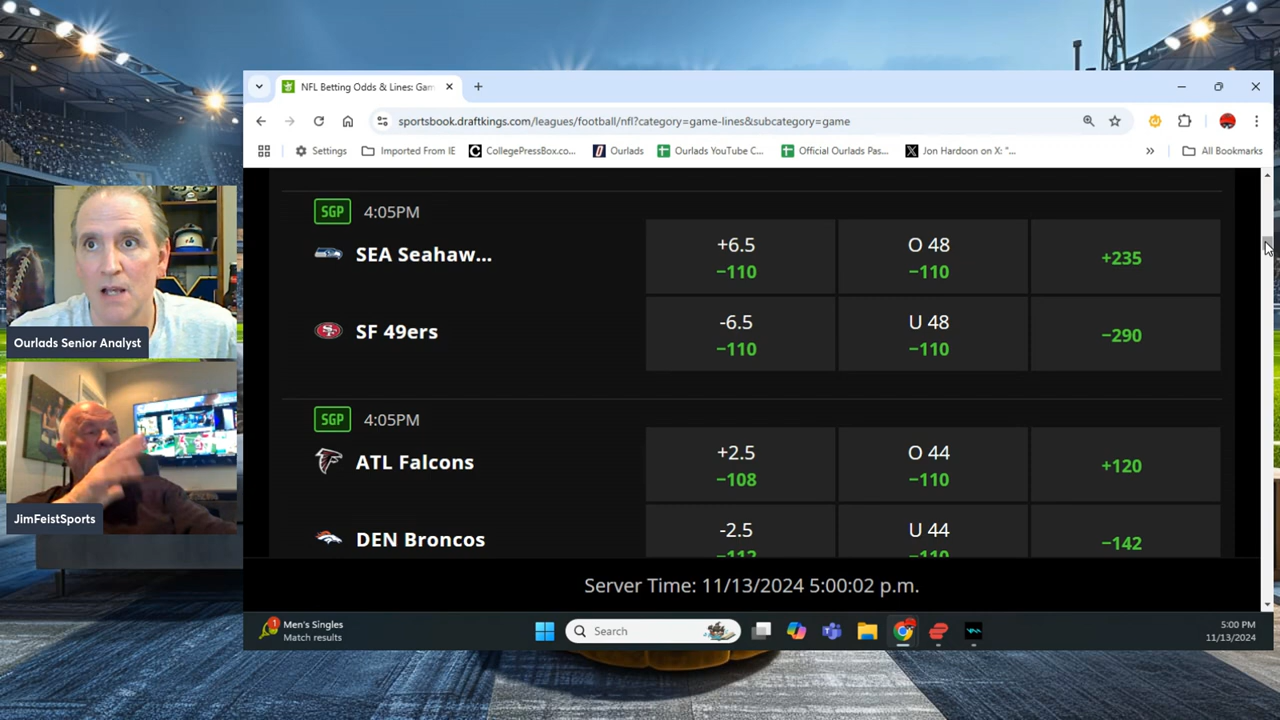 NFL Betting Odds & Lines: Gam
sportsbook.draftkings.com/leagues/football/nfl?category=game-lines&subcategory=game
Settings
Imported From IE
CollegePressBox.co...
Ourlads
Ourlads YouTube C...
Official Ourlads Pas...
Jon Hardoon on X: "...
All Bookmarks
SGP 4:05PM
SEA Seahaw... +6.5 O 48 +235
−110 −110
SF 49ers -6.5 U 48 −290
−110 −110
SGP 4:05PM
ATL Falcons +2.5 O 44 +120
−108 −110
DEN Broncos -2.5 U 44 −142
−112 −110
Server Time: 11/13/2024 5:00:02 p.m.
Ourlads Senior Analyst
JimFeistSports
1
Men's Singles
Match results
Search
5:00 PM
11/13/2024